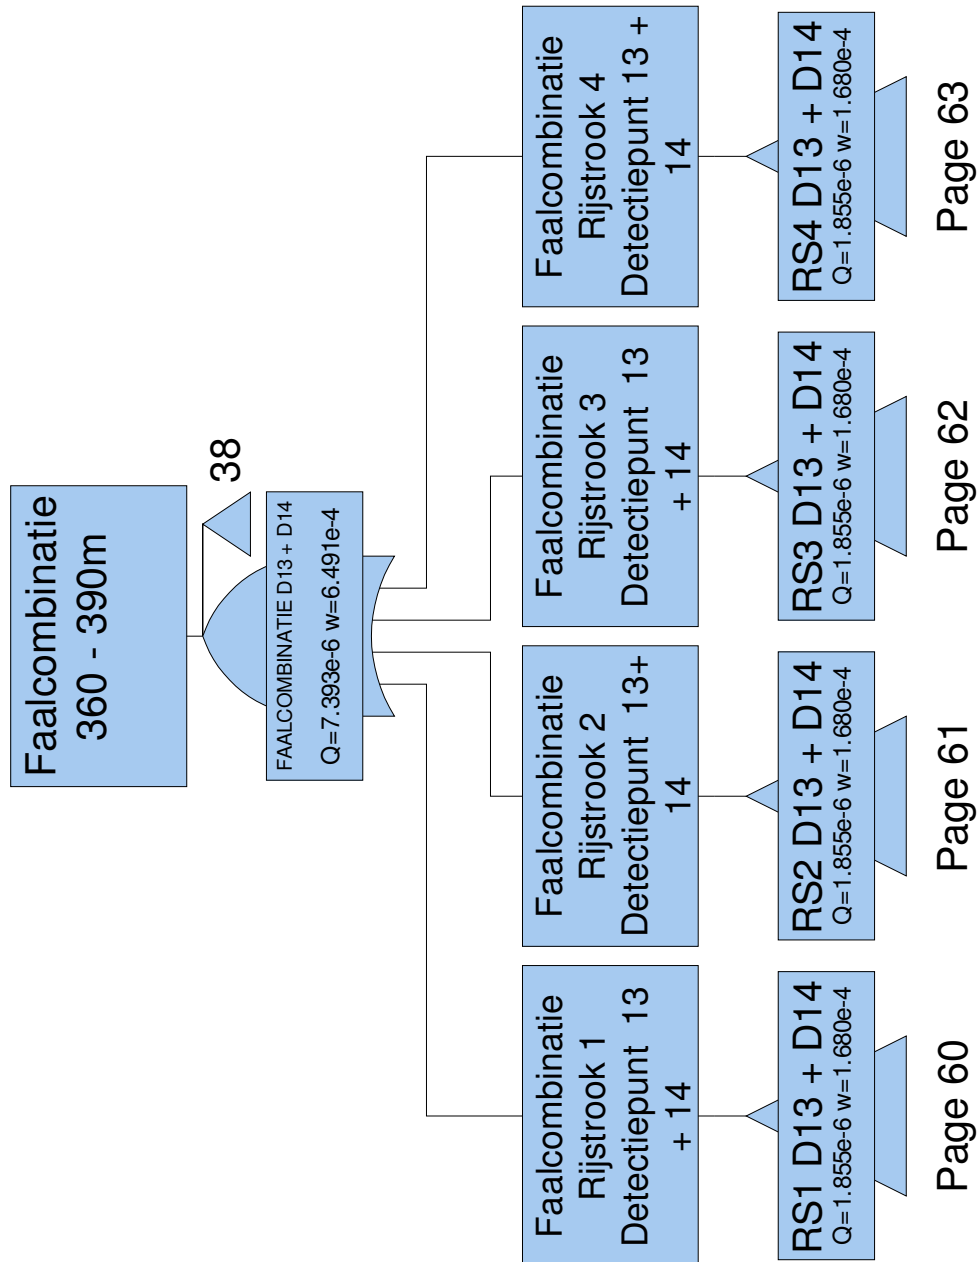 Faalcombinatie
360 - 390m
38
FAALCOMBINATIE D13 + D14
Q=7.393e-6 w=6.491e-4
Faalcombinatie
Rijstrook 1
Detectiepunt 13
+ 14
RS1 D13 + D14
Q=1.855e-6 w=1.680e-4
Page 60
Faalcombinatie
Rijstrook 2
Detectiepunt 13+
14
RS2 D13 + D14
Q=1.855e-6 w=1.680e-4
Page 61
Faalcombinatie
Rijstrook 3
Detectiepunt 13
+ 14
RS3 D13 + D14
Q=1.855e-6 w=1.680e-4
Page 62
Faalcombinatie
Rijstrook 4
Detectiepunt 13 +
14
RS4 D13 + D14
Q=1.855e-6 w=1.680e-4
Page 63